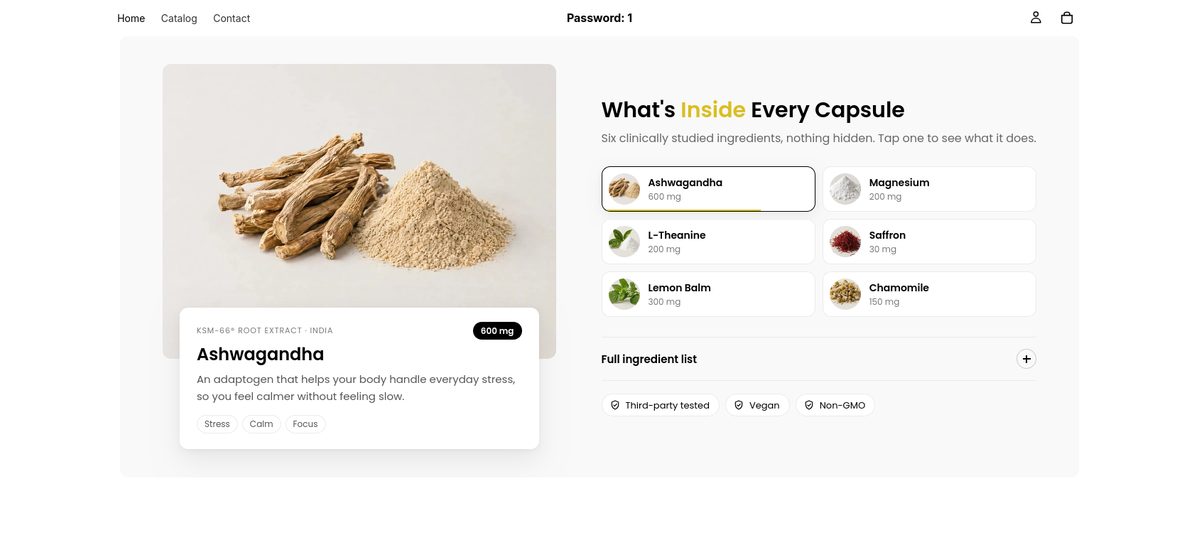 Home Catalog Contact
Password: 1
What's Inside Every Capsule
Six clinically studied ingredients, nothing hidden. Tap one to see what it does.
Ashwagandha
600 mg
Magnesium
200 mg
L-Theanine
200 mg
Saffron
30 mg
Lemon Balm
300 mg
Chamomile
150 mg
KSM-66® ROOT EXTRACT · INDIA
600 mg
Ashwagandha
An adaptogen that helps your body handle everyday stress,
so you feel calmer without feeling slow.
Stress Calm Focus
Full ingredient list
Third-party tested Vegan Non-GMO